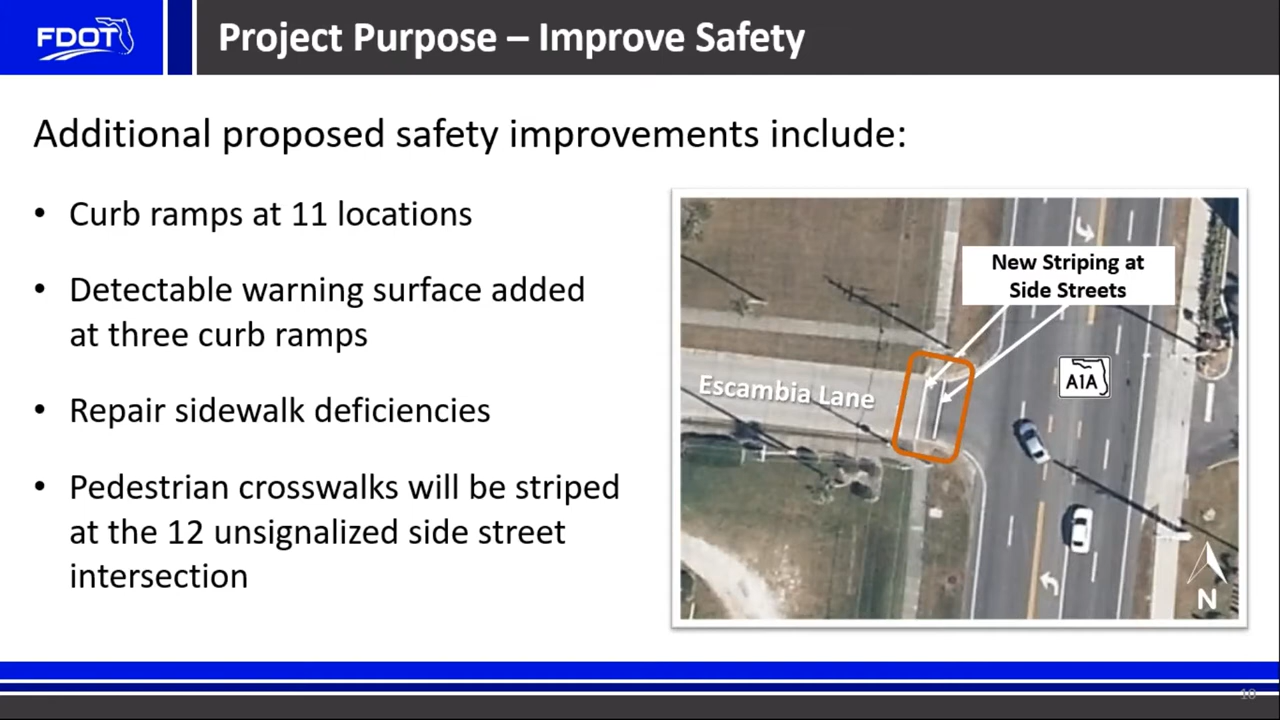 FDOT
Project Purpose – Improve Safety
Additional proposed safety improvements include:
• Curb ramps at 11 locations
• Detectable warning surface added
at three curb ramps
• Repair sidewalk deficiencies
• Pedestrian crosswalks will be striped
at the 12 unsignalized side street
intersection
New Striping at
Side Streets
Escambia Lane
A1A
N
10